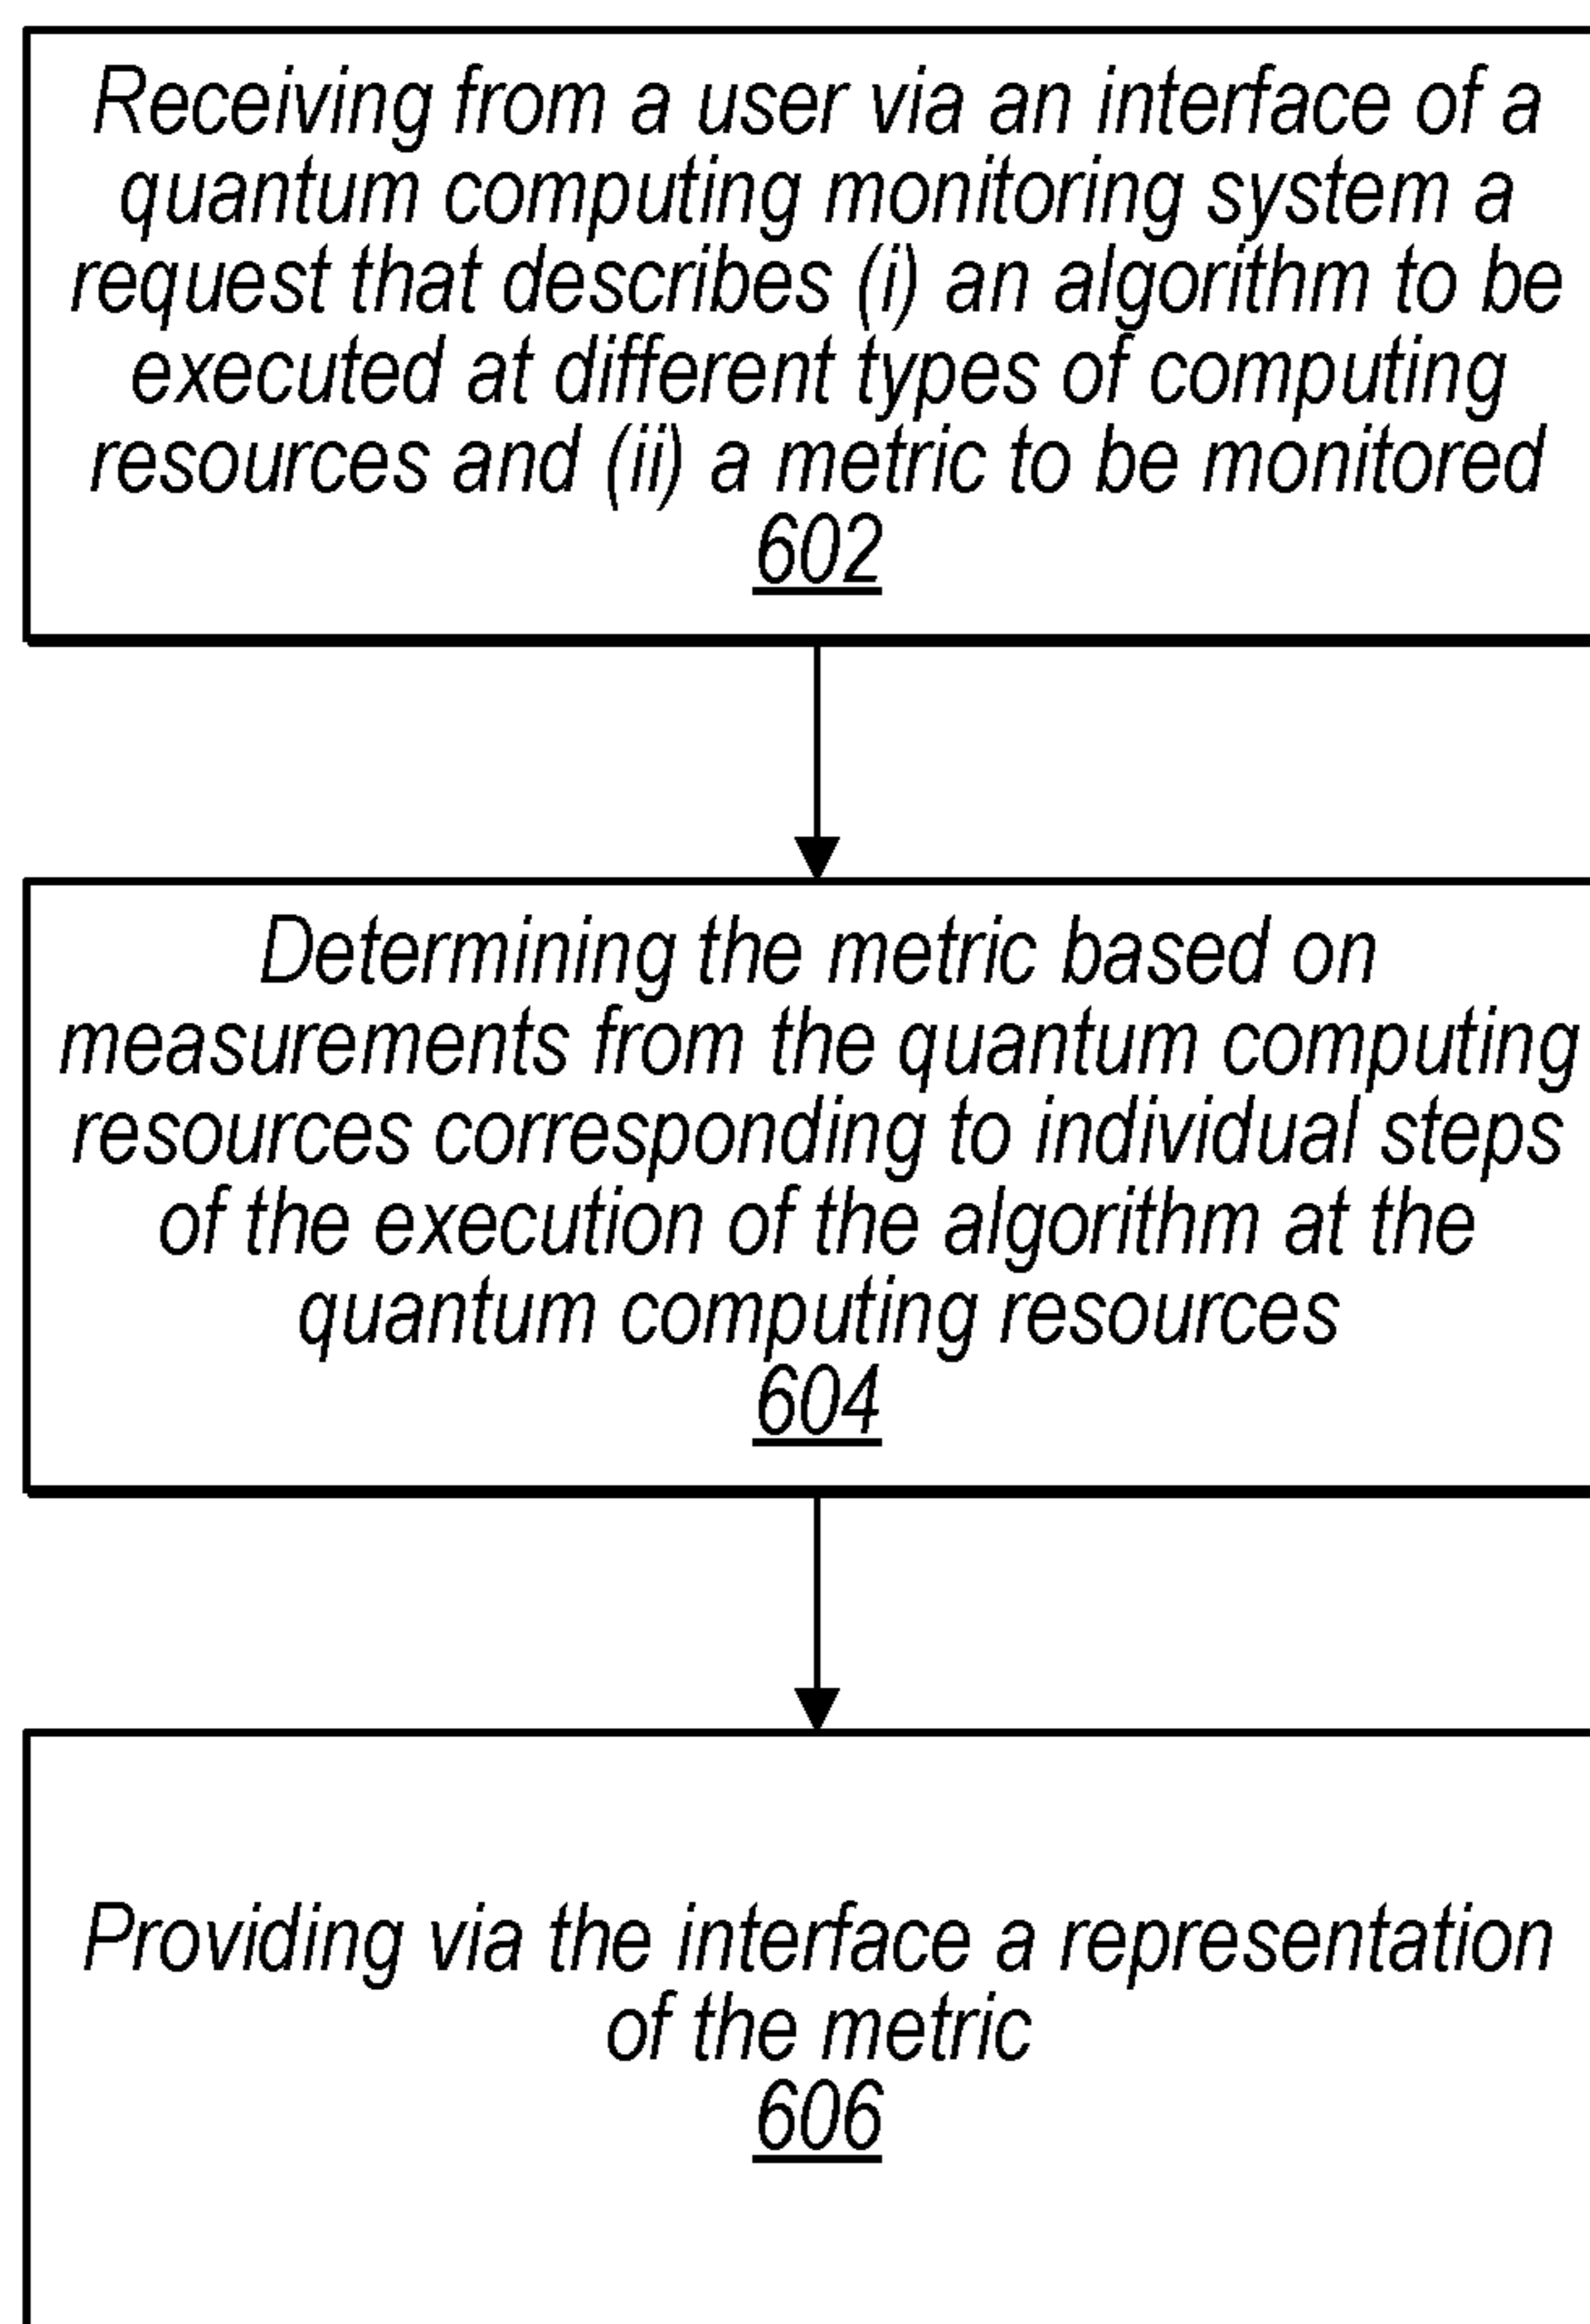 Receiving from a user via an interface of a
quantum computing monitoring system a
request that describes (i) an algorithm to be
executed at different types of computing
resources and (ii) a metric to be monitored
602
Determining the metric based on
measurements from the quantum computing
resources corresponding to individual steps
of the execution of the algorithm at the
quantum computing resources
604
Providing via the interface a representation
of the metric
606